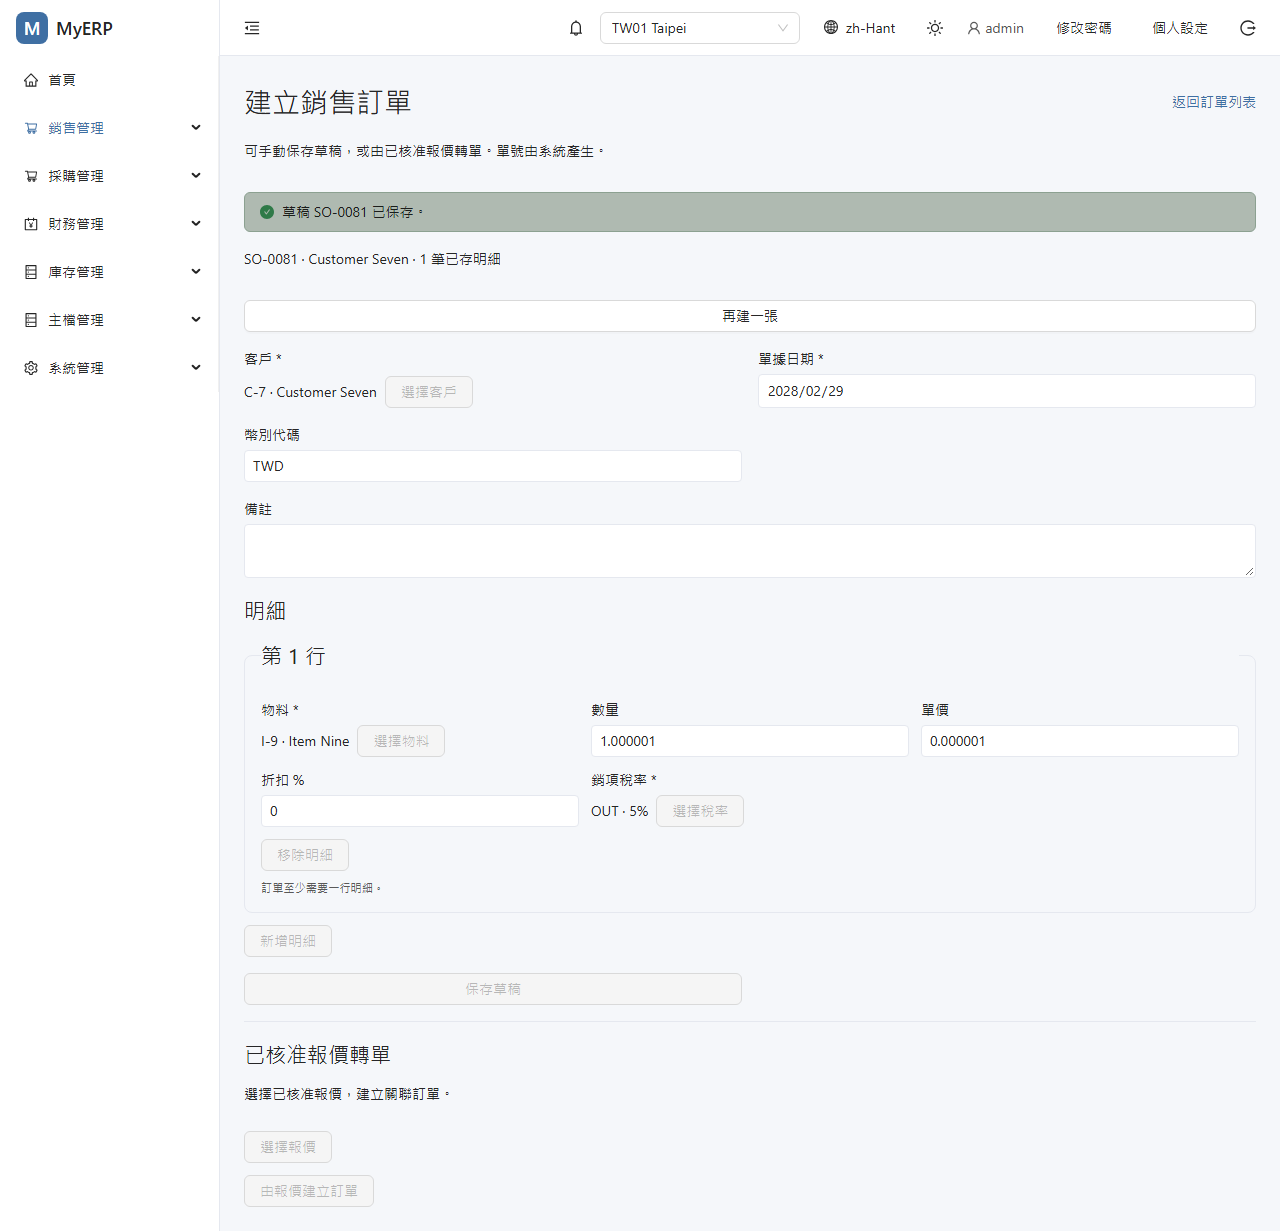 M MyERP
TW01 Taipei
zh-Hant
admin
修改密碼
個人設定
首頁
銷售管理
採購管理
財務管理
庫存管理
主檔管理
系統管理
建立銷售訂單
返回訂單列表
可手動保存草稿，或由已核准報價轉單。單號由系統產生。
草稿 SO-0081 已保存。
SO-0081 · Customer Seven · 1 筆已存明細
再建一張
客戶 *
C-7 · Customer Seven
選擇客戶
單據日期 *
2028/02/29
幣別代碼
TWD
備註
明細
第 1 行
物料 *
I-9 · Item Nine
選擇物料
數量
1.000001
單價
0.000001
折扣 %
0
銷項稅率 *
OUT · 5%
選擇稅率
移除明細
訂單至少需要一行明細。
新增明細
保存草稿
已核准報價轉單
選擇已核准報價，建立關聯訂單。
選擇報價
由報價建立訂單